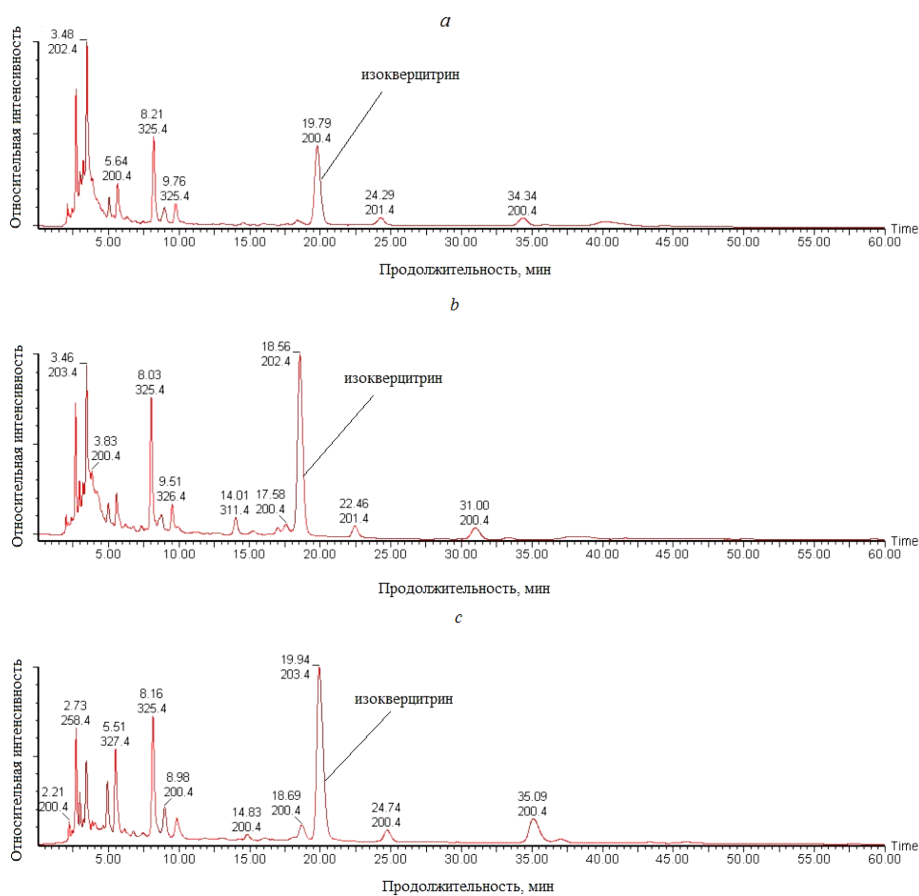 a
Относительная интенсивность
3.48
202.4
5.64
200.4
8.21
325.4
9.76
325.4
изокверцитрин
19.79
200.4
24.29
201.4
34.34
200.4
5.00 10.00 15.00 20.00 25.00 30.00 35.00 40.00 45.00 50.00 55.00 60.00
Time
Продолжительность, мин
b
Относительная интенсивность
3.46
203.4
3.83
200.4
8.03
325.4
9.51
326.4
14.01
311.4
17.58
200.4
18.56
202.4
изокверцитрин
22.46
201.4
31.00
200.4
5.00 10.00 15.00 20.00 25.00 30.00 35.00 40.00 45.00 50.00 55.00 60.00
Time
Продолжительность, мин
c
Относительная интенсивность
2.21
200.4
2.73
258.4
5.51
327.4
8.16
325.4
8.98
200.4
14.83
200.4
18.69
200.4
19.94
203.4
изокверцитрин
24.74
200.4
35.09
200.4
5.00 10.00 15.00 20.00 25.00 30.00 35.00 40.00 45.00 50.00 55.00 60.00
Time
Продолжительность, мин